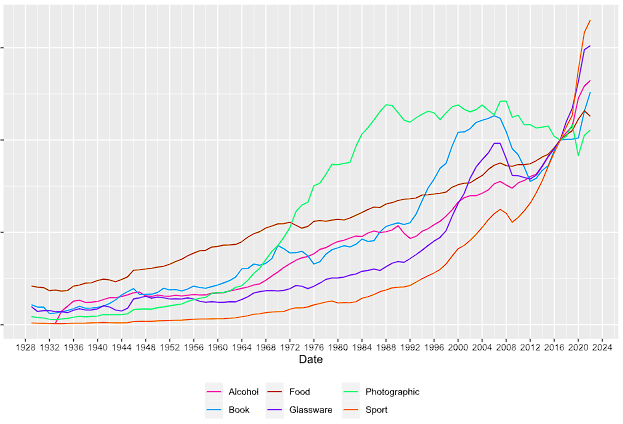 1928 1932 1936 1940 1944 1948 1952 1956 1960 1964 1968 1972 1976 1980 1984 1988 1992 1996 2000 2004 2008 2012 2016 2020 2024
Date
Alcohol Food Photographic
Book Glassware Sport